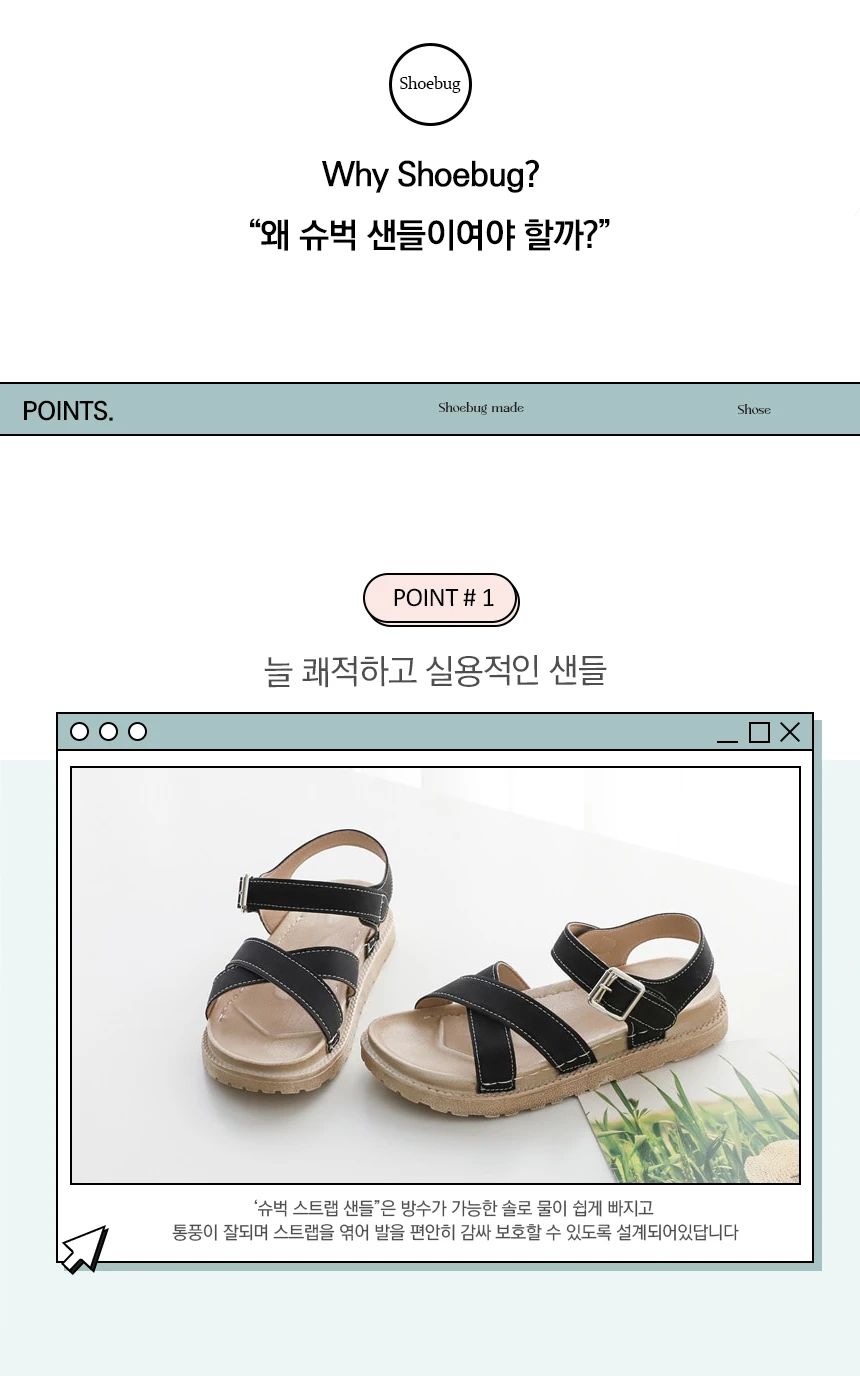 Shoebug
Why Shoebug?
“왜 슈벅 샌들이여야 할까?”
POINTS.
Shoebug made
Shose
POINT # 1
늘 쾌적하고 실용적인 샌들
‘슈벅 스트랩 샌들”은 방수가 가능한 솔로 물이 쉽게 빠지고
통풍이 잘되며 스트랩을 엮어 발을 편안히 감싸 보호할 수 있도록 설계되어있답니다